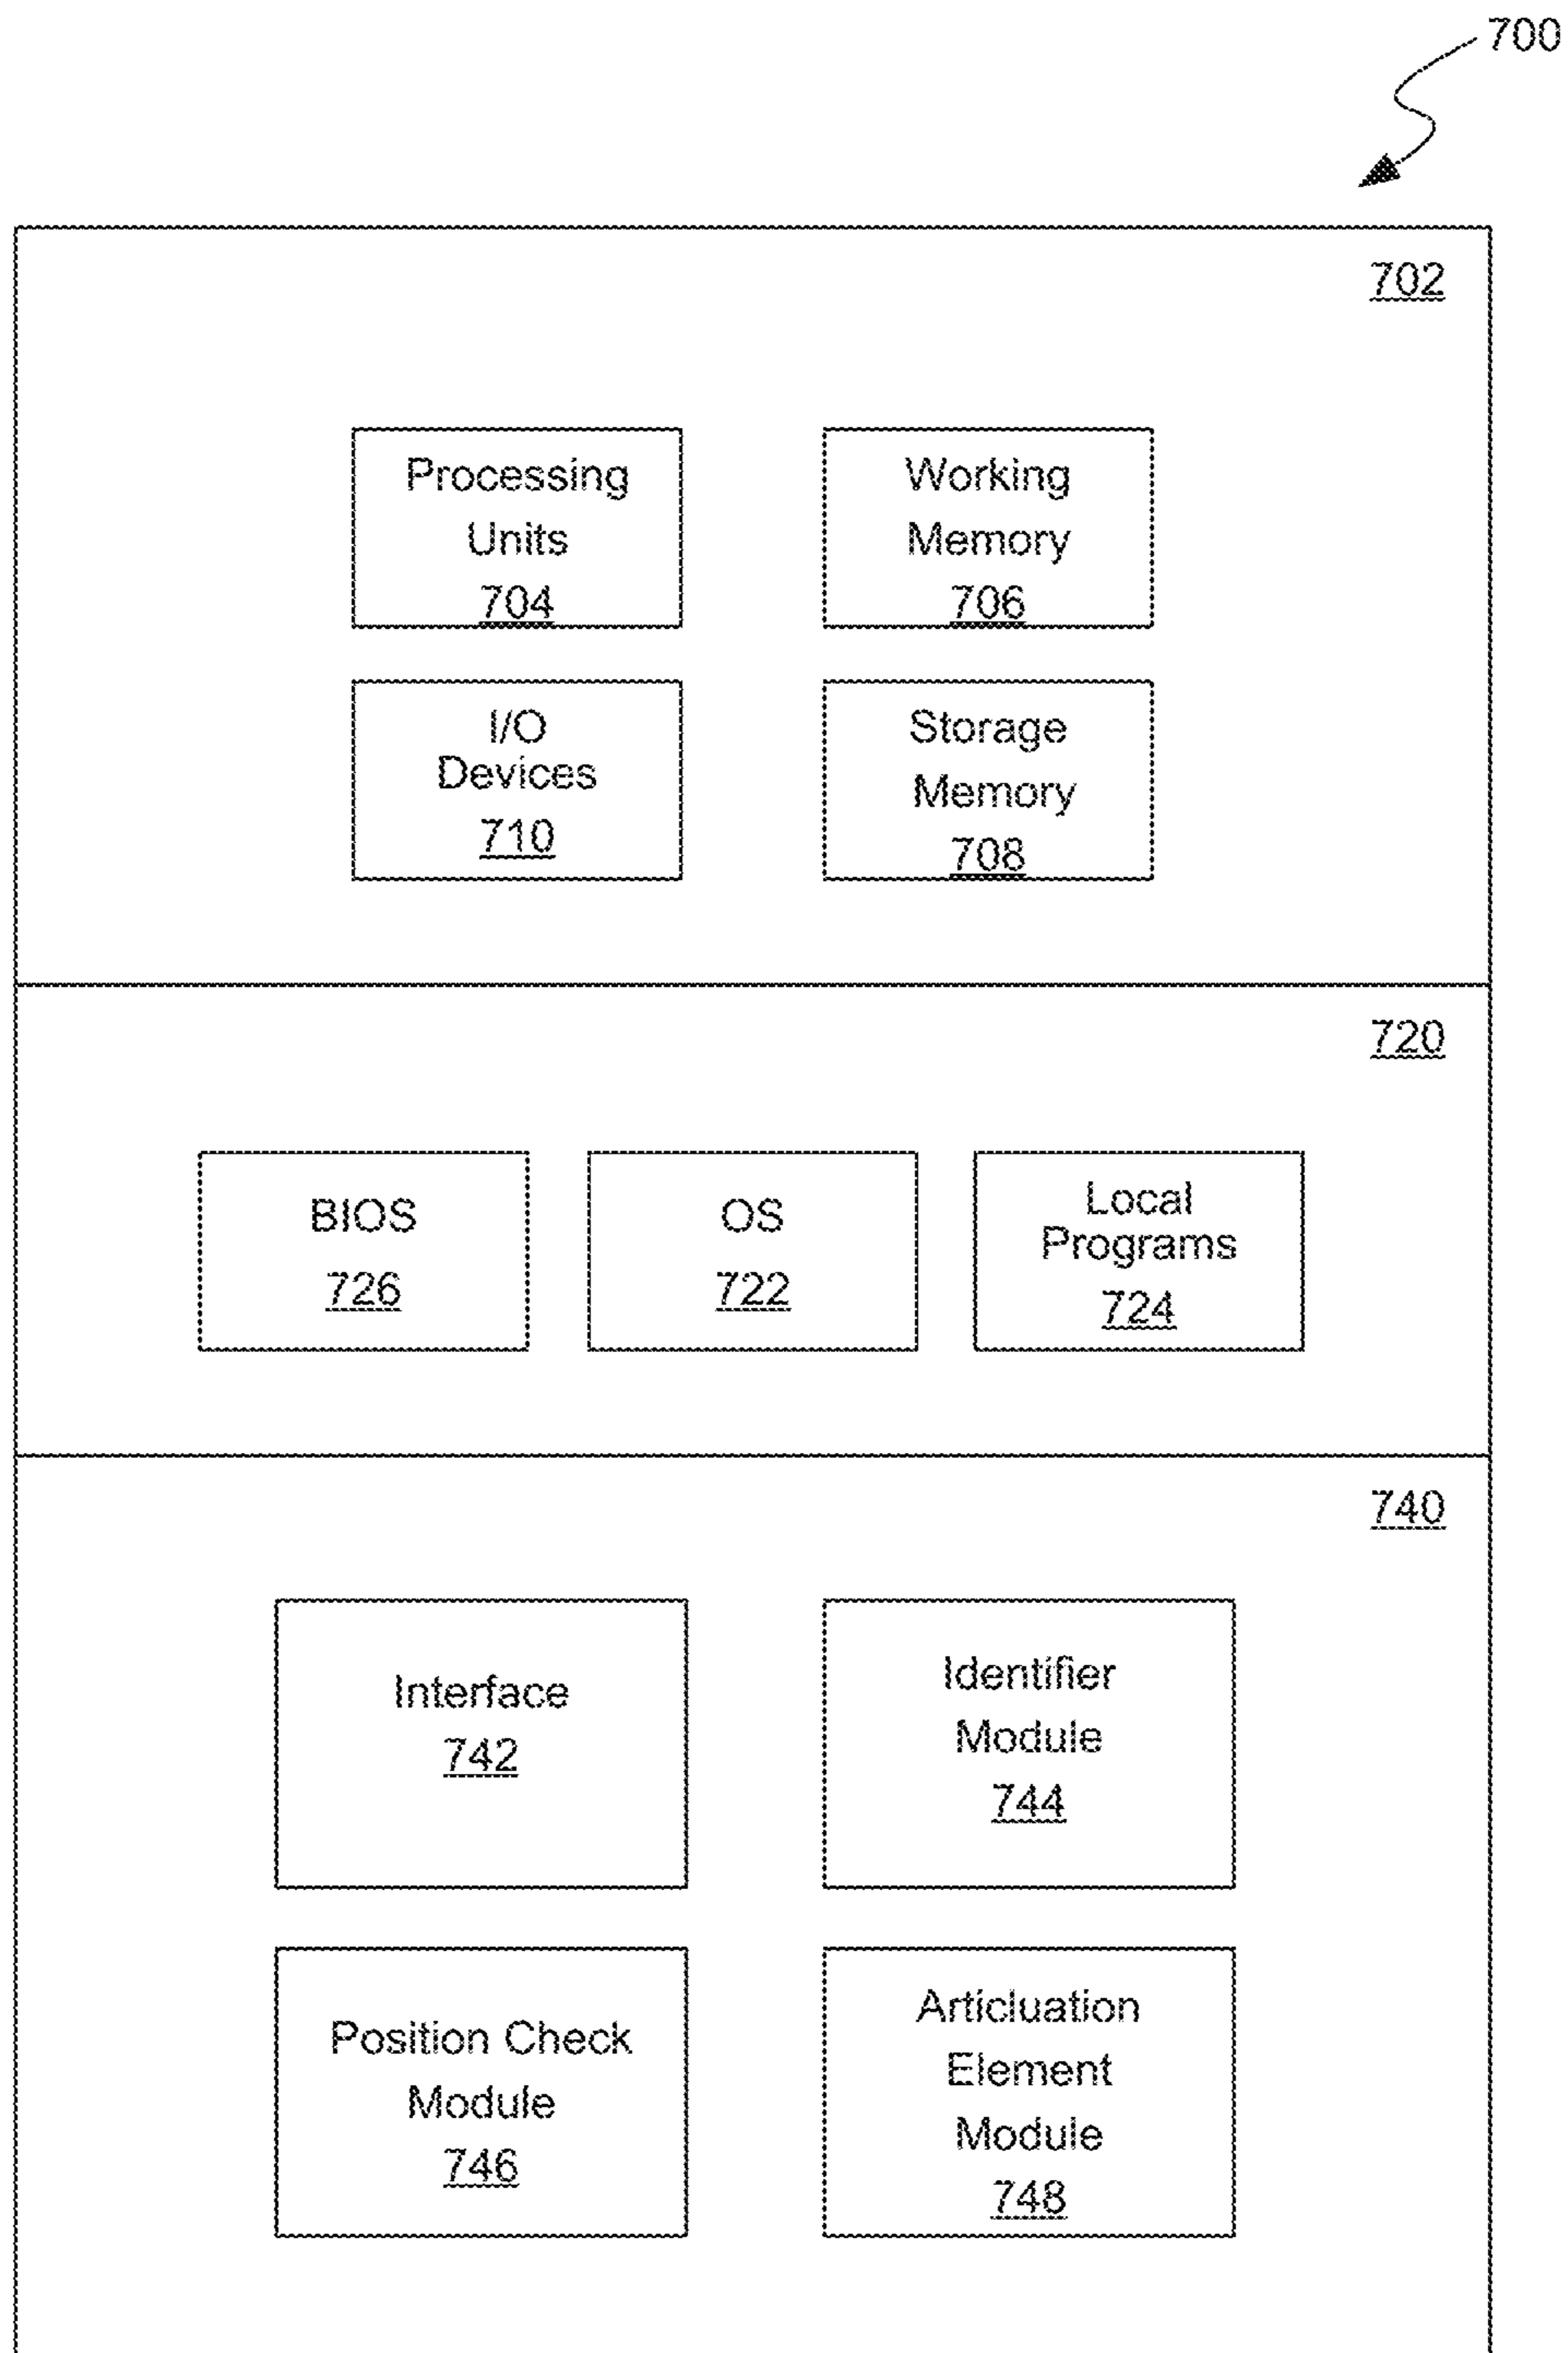 700
702
Processing
Units
704
Working
Memory
706
I/O
Devices
710
Storage
Memory
708
720
BIOS
726
OS
722
Local
Programs
724
740
Interface
742
Identifier
Module
744
Position Check
Module
746
Articluation
Element
Module
748